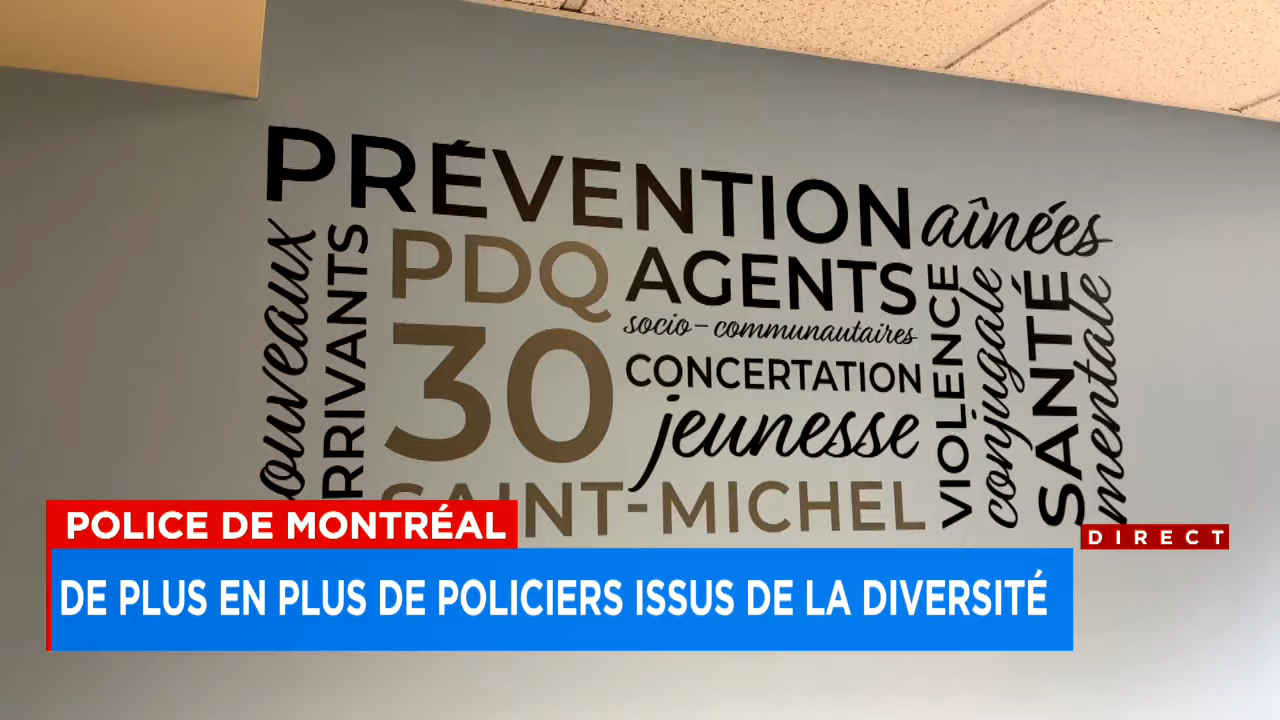 PRÉVENTION
aînées
nouveaux
ARRIVANTS
PDQ
30
AGENTS
socio-communautaires
CONCERTATION
jeunesse
SAINT-MICHEL
VIOLENCE
conjugale
SANTÉ
mentale
POLICE DE MONTRÉAL
DIRECT
DE PLUS EN PLUS DE POLICIERS ISSUS DE LA DIVERSITÉ